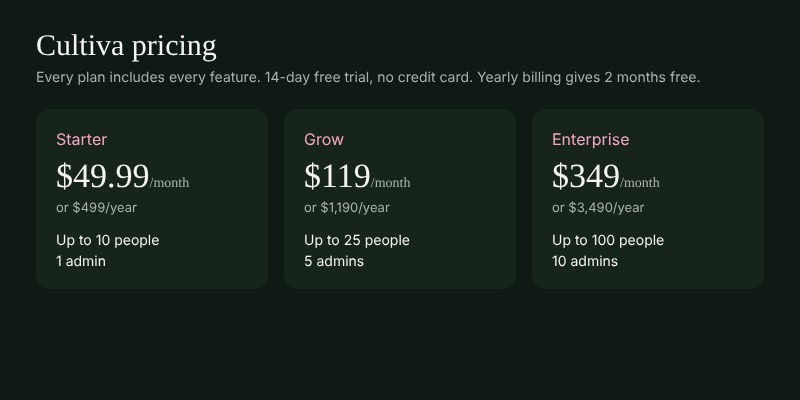 Cultiva pricing
Every plan includes every feature. 14-day free trial, no credit card. Yearly billing gives 2 months free.
Starter
$49.99/month
or $499/year
Up to 10 people
1 admin
Grow
$119/month
or $1,190/year
Up to 25 people
5 admins
Enterprise
$349/month
or $3,490/year
Up to 100 people
10 admins